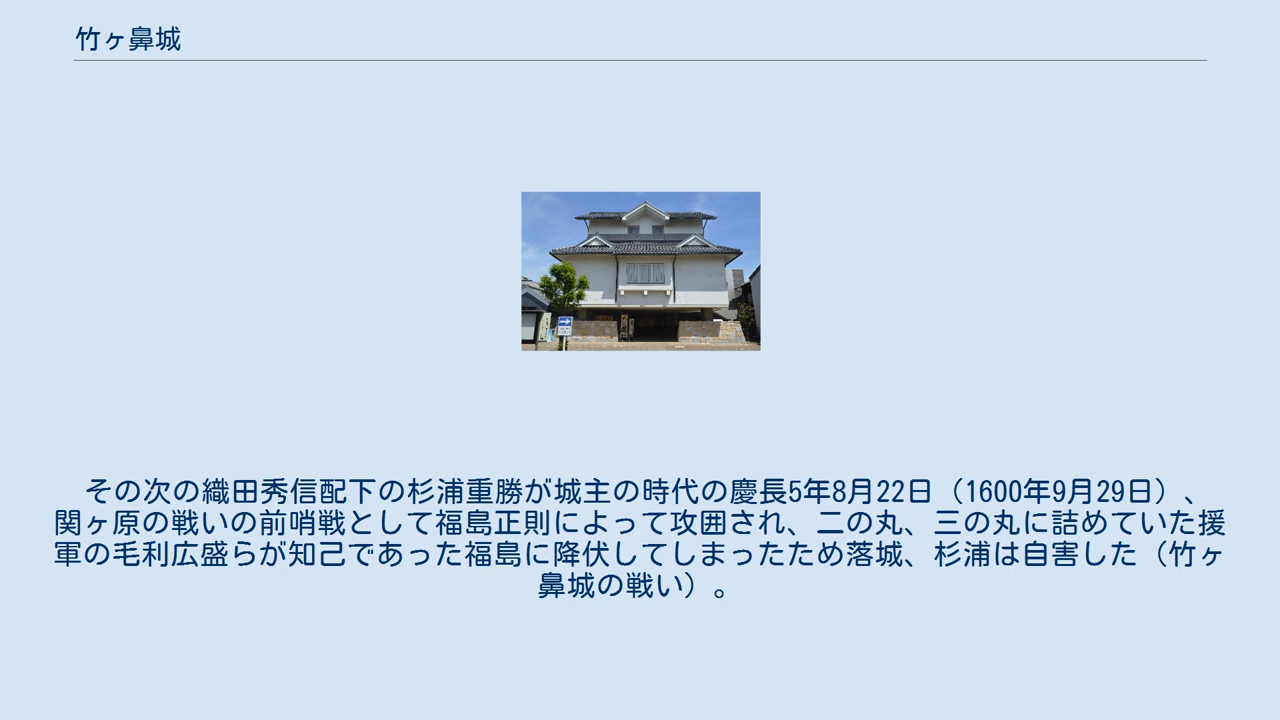 竹ヶ鼻城
その次の織田秀信配下の杉浦重勝が城主の時代の慶長5年8月22日（1600年9月29日）、
関ヶ原の戦いの前哨戦として福島正則によって攻囲され、二の丸、三の丸に詰めていた援
軍の毛利広盛らが知己であった福島に降伏してしまったため落城、杉浦は自害した（竹ヶ
鼻城の戦い）。